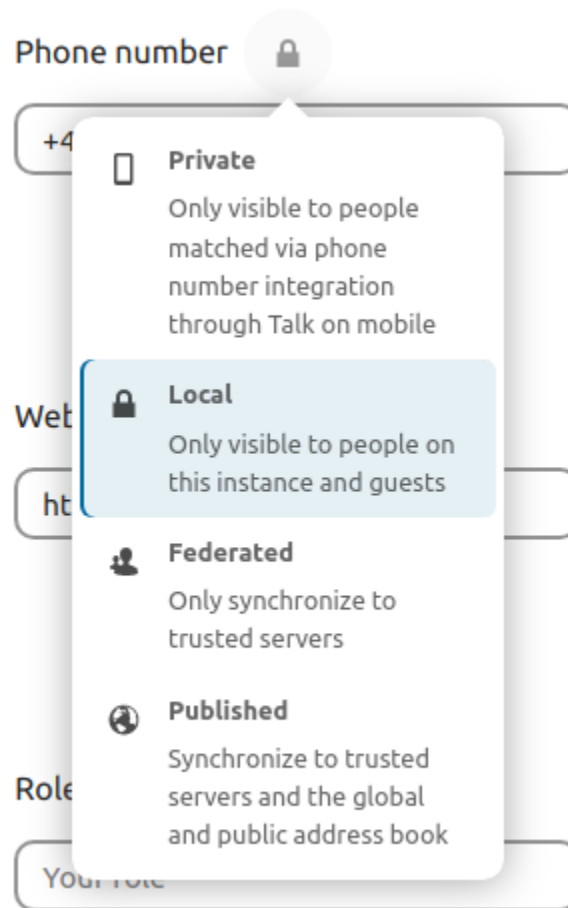 Phone number
+4
Private
Only visible to people
matched via phone
number integration
through Talk on mobile
Local
Only visible to people on
this instance and guests
Web
ht
Federated
Only synchronize to
trusted servers
Published
Synchronize to trusted
servers and the global
and public address book
Role
Your role